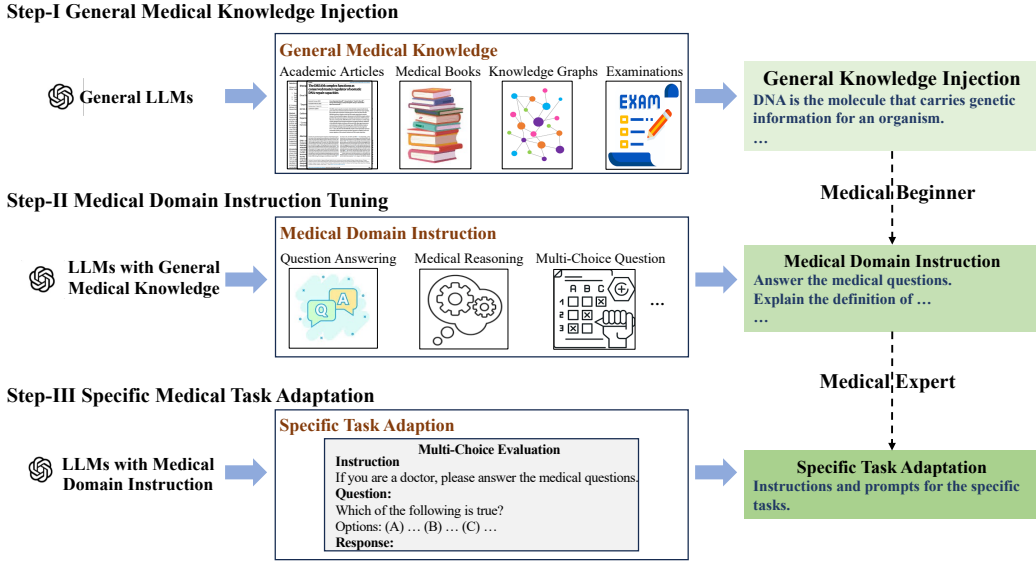 Step-I General Medical Knowledge Injection
General LLMs
General Medical Knowledge
Academic Articles Medical Books Knowledge Graphs Examinations
EXAM
General Knowledge Injection
DNA is the molecule that carries genetic
information for an organism.
...
Medical Beginner
Step-II Medical Domain Instruction Tuning
LLMs with General
Medical Knowledge
Medical Domain Instruction
Question Answering Medical Reasoning Multi-Choice Question
Q A
A B C
1
2
3
...
Medical Domain Instruction
Answer the medical questions.
Explain the definition of …
…
Medical Expert
Step-III Specific Medical Task Adaptation
LLMs with Medical
Domain Instruction
Specific Task Adaption
Multi-Choice Evaluation
Instruction
If you are a doctor, please answer the medical questions.
Question:
Which of the following is true?
Options: (A) … (B) … (C) …
Response:
Specific Task Adaptation
Instructions and prompts for the specific
tasks.